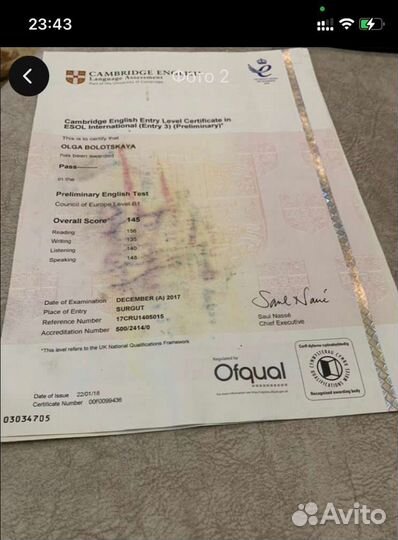 23:43
CAMBRIDGE ENGLISH
Language Assessment
Part of the University of Cambridge
Фото 2
Cambridge English Entry Level Certificate in
ESOL International (Entry 3) (Preliminary)*
This is to certify that
OLGA BOLOTSKAYA
has been awarded
Pass
in the
Preliminary English Test
Council of Europe Level B1
Overall Score 145
Reading 156
Writing 135
Listening 140
Speaking 148
Date of Examination DECEMBER (A) 2017
Place of Entry SURGUT
Reference Number 17CRU1405015
Accreditation Number 500/2414/0
*This level refers to the UK National Qualifications Framework
Saul Nassé
Chief Executive
Regulated by
Ofqual
Date of Issue 22/01/18
Certificate Number 0061099436
03034705
Recognised awarding body
Avito